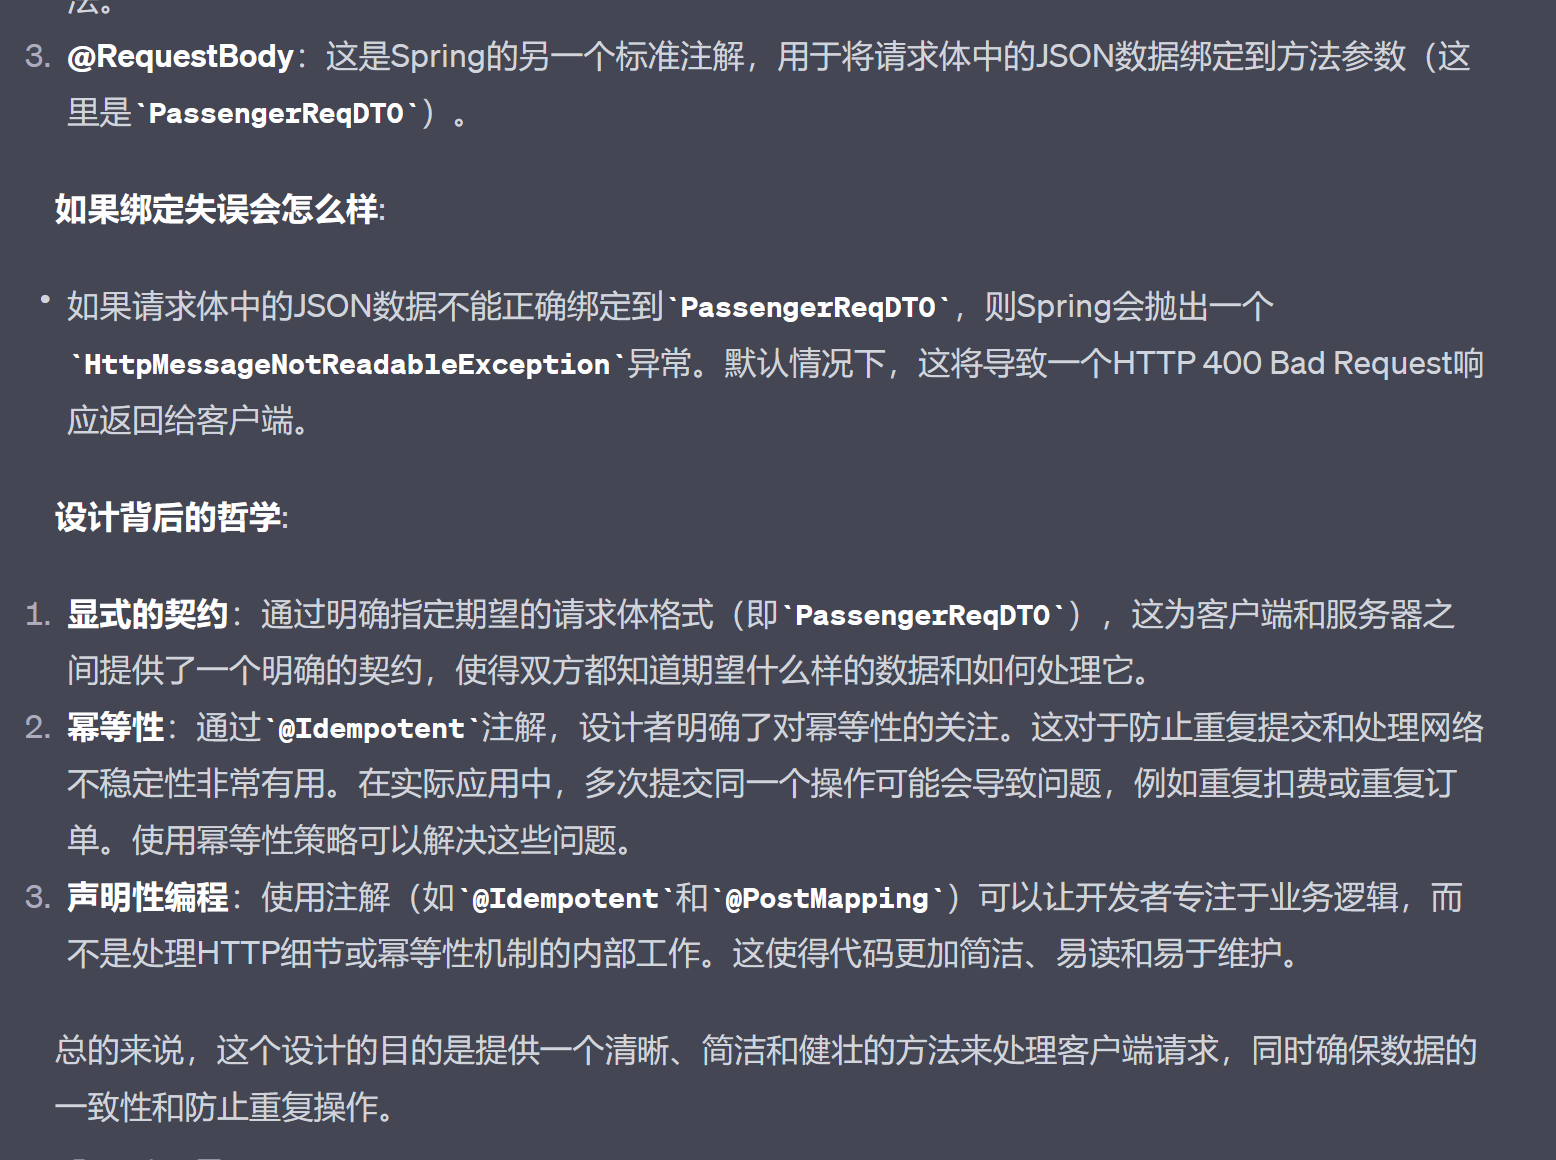 法。
3. @RequestBody：这是Spring的另一个标准注解，用于将请求体中的JSON数据绑定到方法参数（这
里是`PassengerReqDTO`）。
如果绑定失误会怎么样:
• 如果请求体中的JSON数据不能正确绑定到`PassengerReqDTO`，则Spring会抛出一个
`HttpMessageNotReadableException`异常。默认情况下，这将导致一个HTTP 400 Bad Request响
应返回给客户端。
设计背后的哲学:
1. 显式的契约：通过明确指定期望的请求体格式（即`PassengerReqDTO`），这为客户端和服务器之
间提供了一个明确的契约，使得双方都知道期望什么样的数据和如何处理它。
2. 幂等性：通过`@Idempotent`注解，设计者明确了对幂等性的关注。这对于防止重复提交和处理网络
不稳定性非常有用。在实际应用中，多次提交同一个操作可能会导致问题，例如重复扣费或重复订
单。使用幂等性策略可以解决这些问题。
3. 声明性编程：使用注解（如`@Idempotent`和`@PostMapping`）可以让开发者专注于业务逻辑，而
不是处理HTTP细节或幂等性机制的内部工作。这使得代码更加简洁、易读和易于维护。
总的来说，这个设计的目的是提供一个清晰、简洁和健壮的方法来处理客户端请求，同时确保数据的
一致性和防止重复操作。